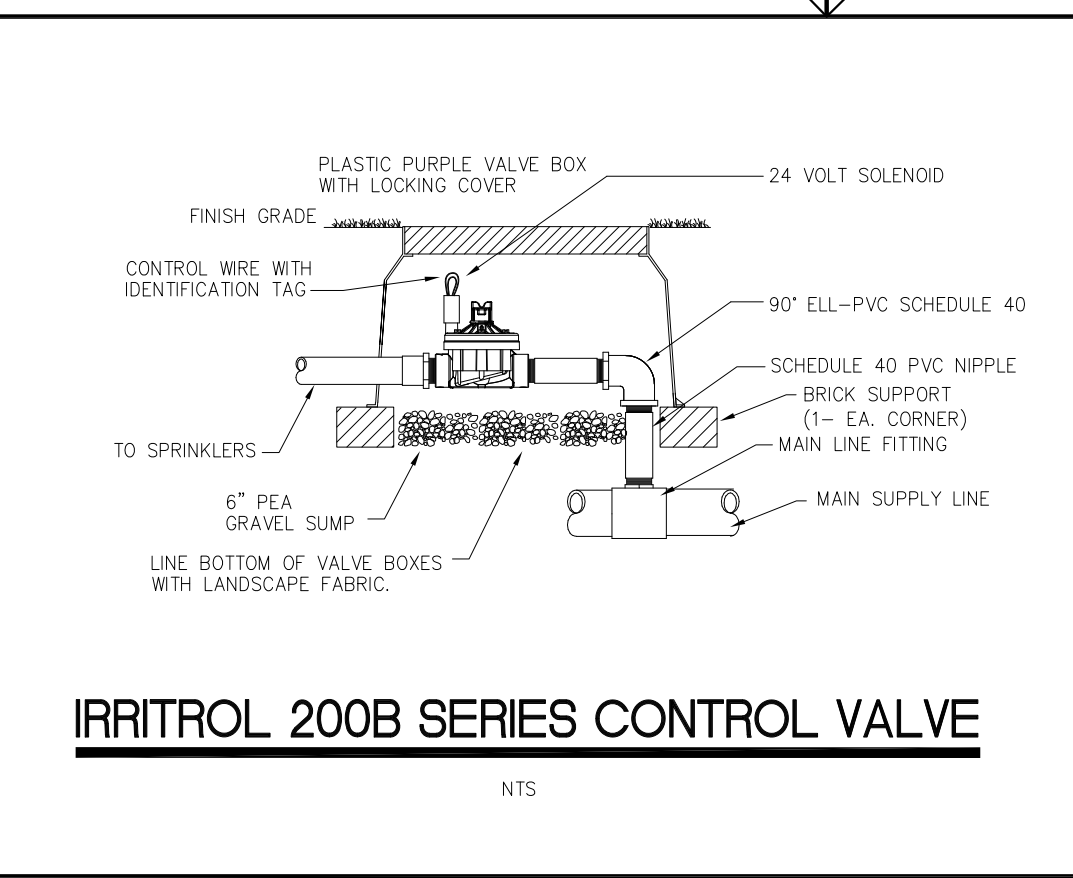 PLASTIC PURPLE VALVE BOX
WITH LOCKING COVER
24 VOLT SOLENOID
FINISH GRADE
CONTROL WIRE WITH
IDENTIFICATION TAG
90° ELL-PVC SCHEDULE 40
SCHEDULE 40 PVC NIPPLE
BRICK SUPPORT
(1- EA. CORNER)
MAIN LINE FITTING
TO SPRINKLERS
6" PEA
GRAVEL SUMP
MAIN SUPPLY LINE
LINE BOTTOM OF VALVE BOXES
WITH LANDSCAPE FABRIC.
IRRITROL 200B SERIES CONTROL VALVE
NTS